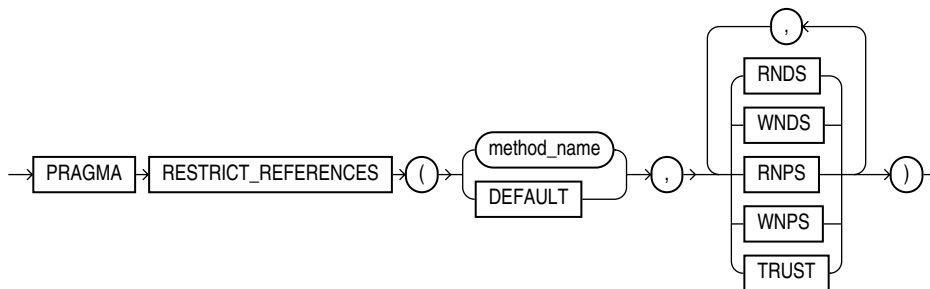 ,
RNDS
WNDS
method_name
PRAGMA RESTRICT_REFERENCES ( , RNPS )
DEFAULT
WNPS
TRUST